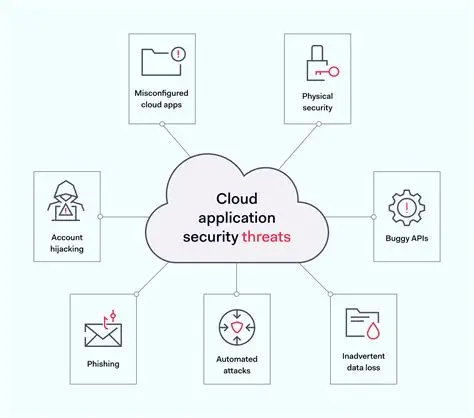 Misconfigured
cloud apps
Physical
security
Cloud
application
security threats
Account
hijacking
Buggy APIs
Phishing
Automated
attacks
Inadvertent
data loss